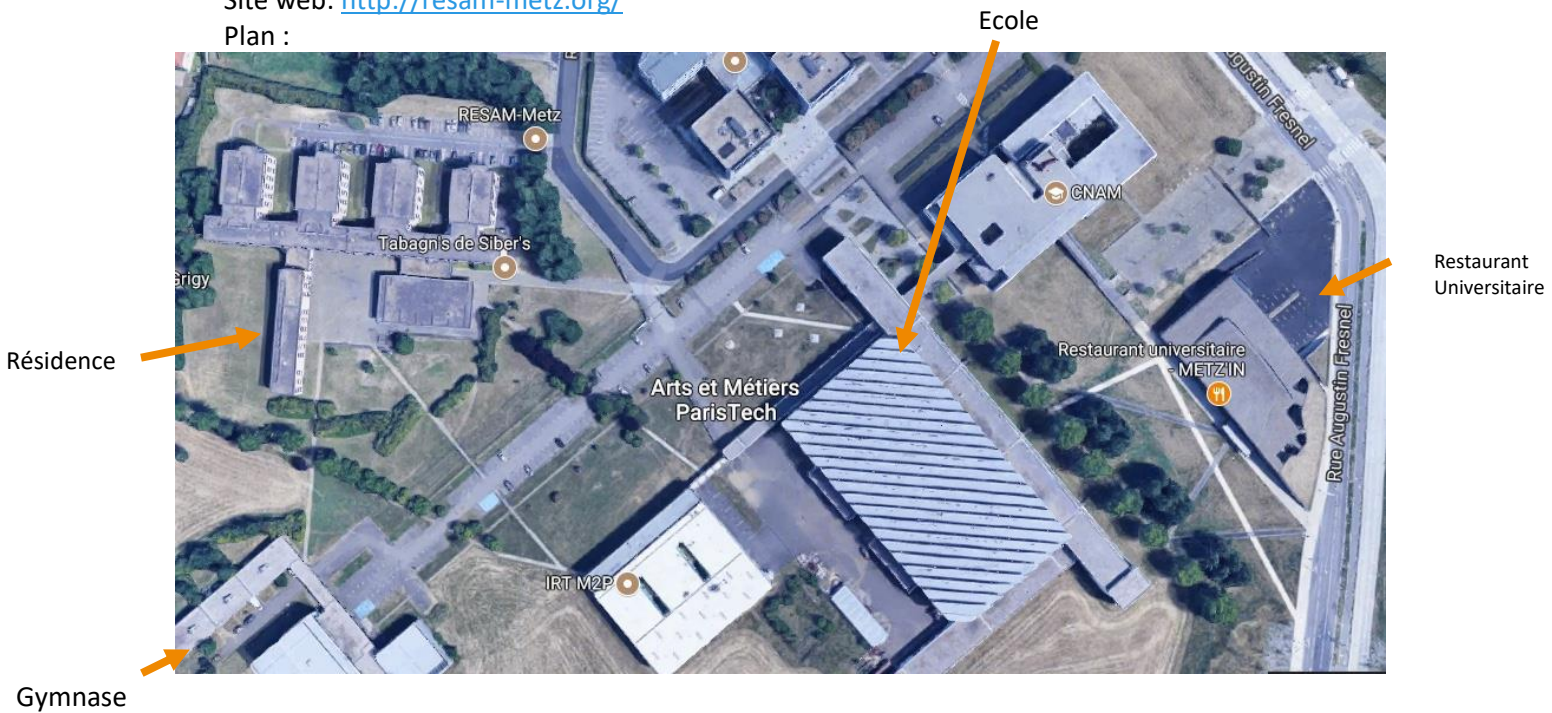 Site web: http://resam-metz.org/
Plan :
Ecole
RESAM-Metz
Augustin Fresnel
CNAM
Tabagn's de Siber's
Grigy
Restaurant
Universitaire
Rue Augustin Fresnel
Résidence
Restaurant universitaire
- METZ'IN
Arts et Métiers
ParisTech
IRT M2P
Gymnase